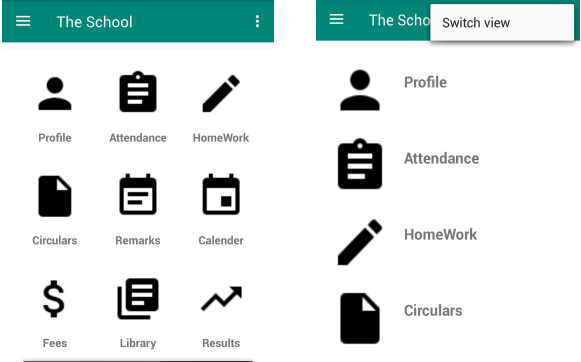 The School
Profile Attendance HomeWork
Circulars Remarks Calender
Fees Library Results
The Scho
Switch view
Profile
Attendance
HomeWork
Circulars